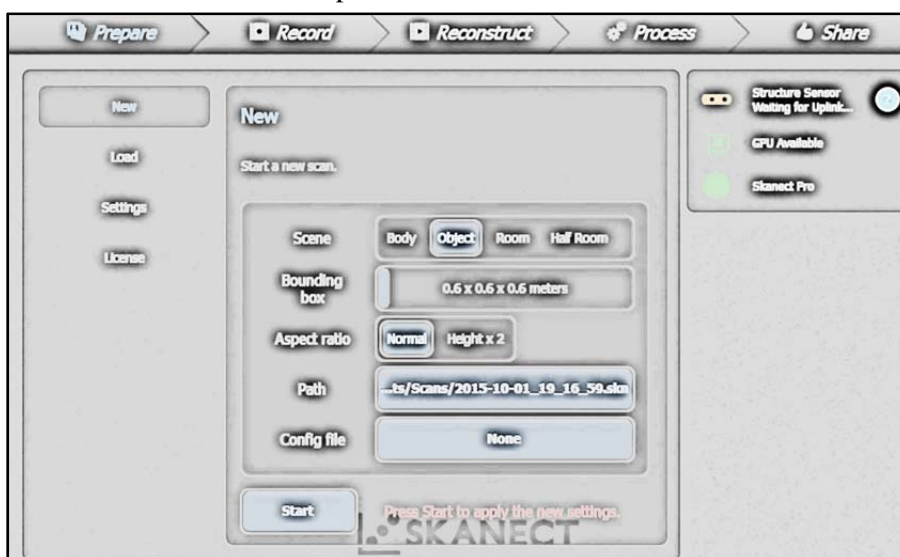 Prepare Record Reconstruct Process Share
New
Load
Settings
License
New
Start a new scan.
Scene Body Object Room Half Room
Bounding box 0.6 x 0.6 x 0.6 meters
Aspect ratio Normal Height x 2
Path ...ts/Scans/2015-10-01_19_16_59.skn
Config file None
Start Press Start to apply the new settings.
SKANECT
Structure Sensor
Waiting for Uplink...
GPU Available
Skanect Pro